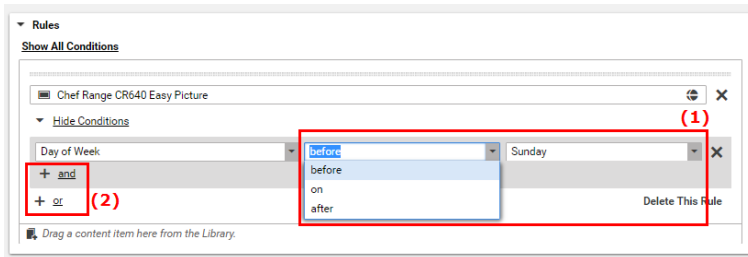 Rules
Show All Conditions
Chef Range CR640 Easy Picture
(1)
Hide Conditions
Day of Week before Sunday
+ and before
on
+ or (2) after Delete This Rule
Drag a content item here from the Library.